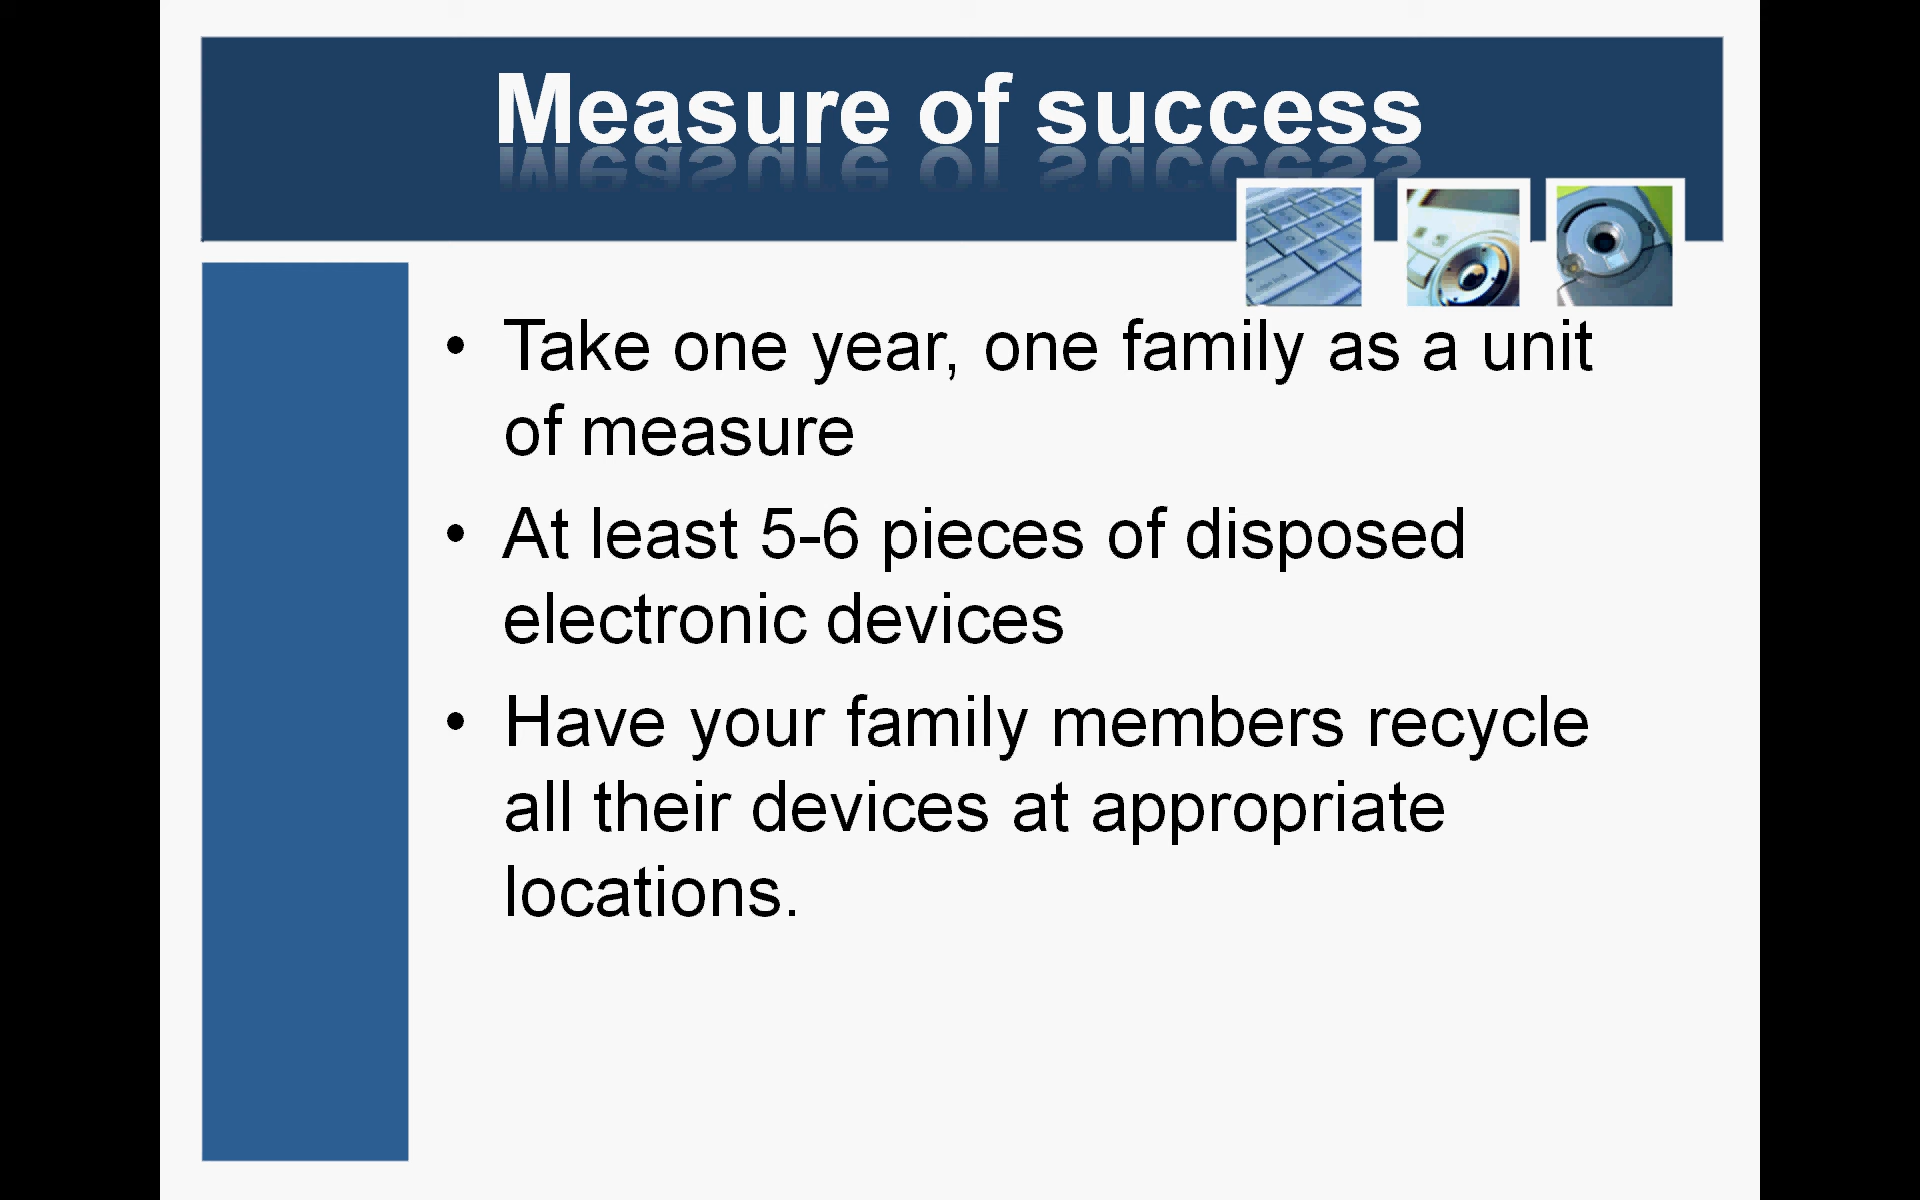 Measure of success
• Take one year, one family as a unit
of measure
• At least 5-6 pieces of disposed
electronic devices
• Have your family members recycle
all their devices at appropriate
locations.